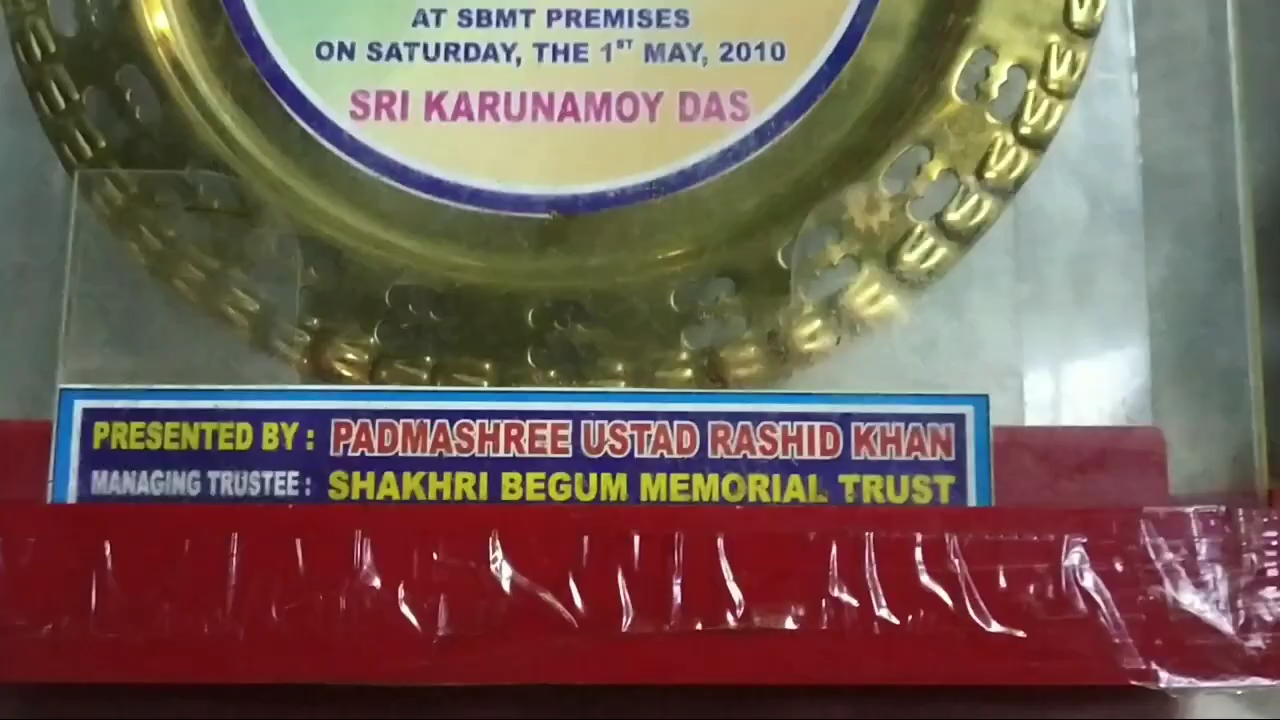 AT SBMT PREMISES
ON SATURDAY, THE 1ST MAY, 2010
SRI KARUNAMOY DAS
PRESENTED BY : PADMASHREE USTAD RASHID KHAN
MANAGING TRUSTEE : SHAKHRI BEGUM MEMORIAL TRUST